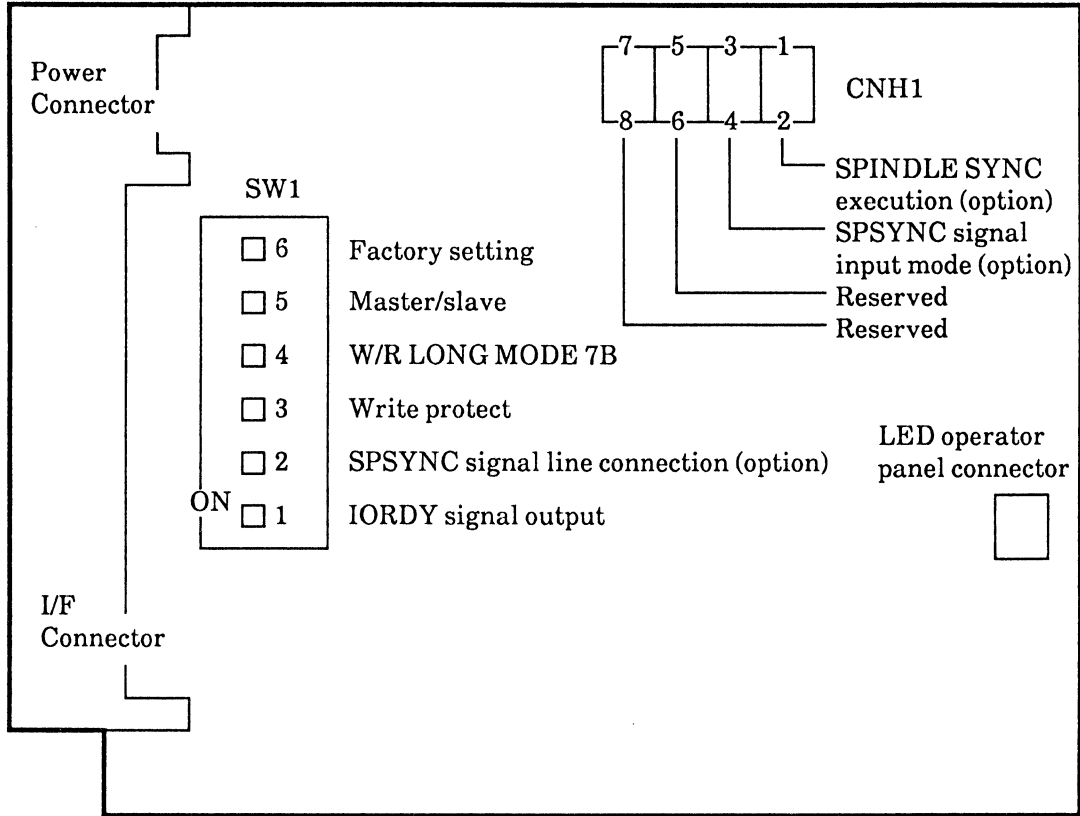 Power
Connector
7 5 3 1
CNH1
8 6 4 2
SPINDLE SYNC
execution (option)
SPSYNC signal
input mode (option)
Reserved
Reserved
SW1
6 Factory setting
5 Master/slave
4 W/R LONG MODE 7B
3 Write protect
2 SPSYNC signal line connection (option)
ON 1 IORDY signal output
LED operator
panel connector
I/F
Connector